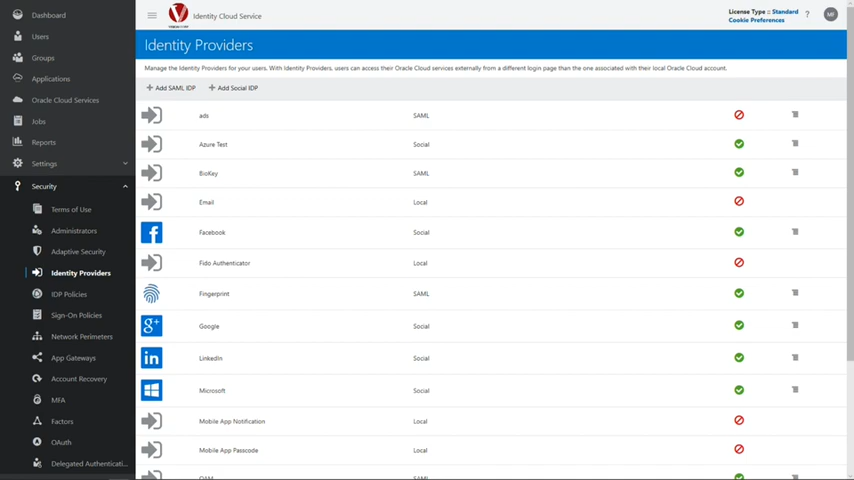 Dashboard
Users
Groups
Applications
Oracle Cloud Services
Jobs
Reports
Settings
Security
Terms of Use
Administrators
Adaptive Security
Identity Providers
IDP Policies
Sign-On Policies
Network Perimeters
App Gateways
Account Recovery
MFA
Factors
OAuth
Delegated Authenticati...
Identity Cloud Service
License Type :: Standard
Cookie Preferences
?
MF
Identity Providers
Manage the Identity Providers for your users. With Identity Providers, users can access their Oracle Cloud services externally from a different login page than the one associated with their local Oracle Cloud account.
+ Add SAML IDP + Add Social IDP
ads SAML
Azure Test Social
BioKey SAML
Email Local
f Facebook Social
Fido Authenticator Local
Fingerprint SAML
g+ Google Social
in LinkedIn Social
Microsoft Social
Mobile App Notification Local
Mobile App Passcode Local
OAM SAML